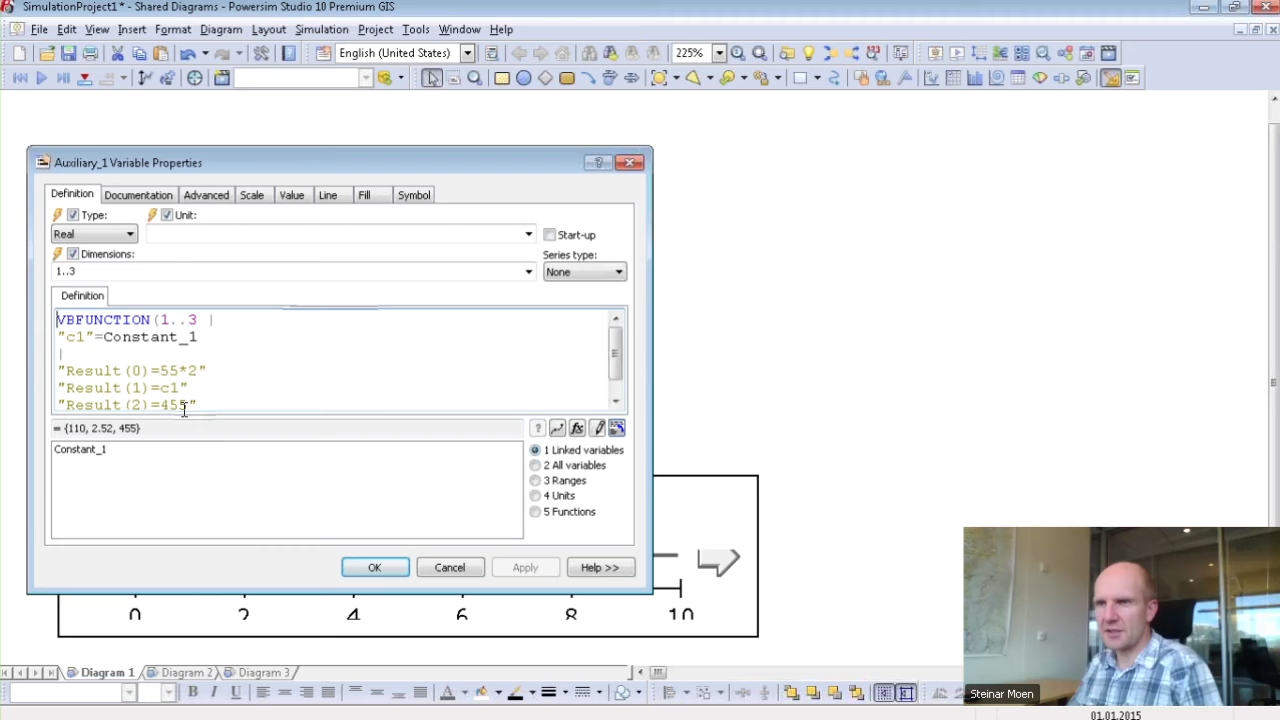 SimulationProject1 * - Shared Diagrams - Powersim Studio 10 Premium GIS
File Edit View Insert Format Diagram Layout Simulation Project Tools Window Help
English (United States) 225%
Auxiliary_1 Variable Properties
Definition Documentation Advanced Scale Value Line Fill Symbol
Type: Unit:
Real Start-up
Dimensions: Series type:
1..3 None
Definition
VBFUNCTION(1..3 |
"c1"=Constant_1
|
"Result(0)=55*2"
"Result(1)=c1"
"Result(2)=455"
= {110, 2.52, 455}
Constant_1
1 Linked variables
2 All variables
3 Ranges
4 Units
5 Functions
OK Cancel Apply Help >>
0 2 4 6 8 10
Diagram 1 Diagram 2 Diagram 3
B I U A
Steinar Moen
01.01.2015